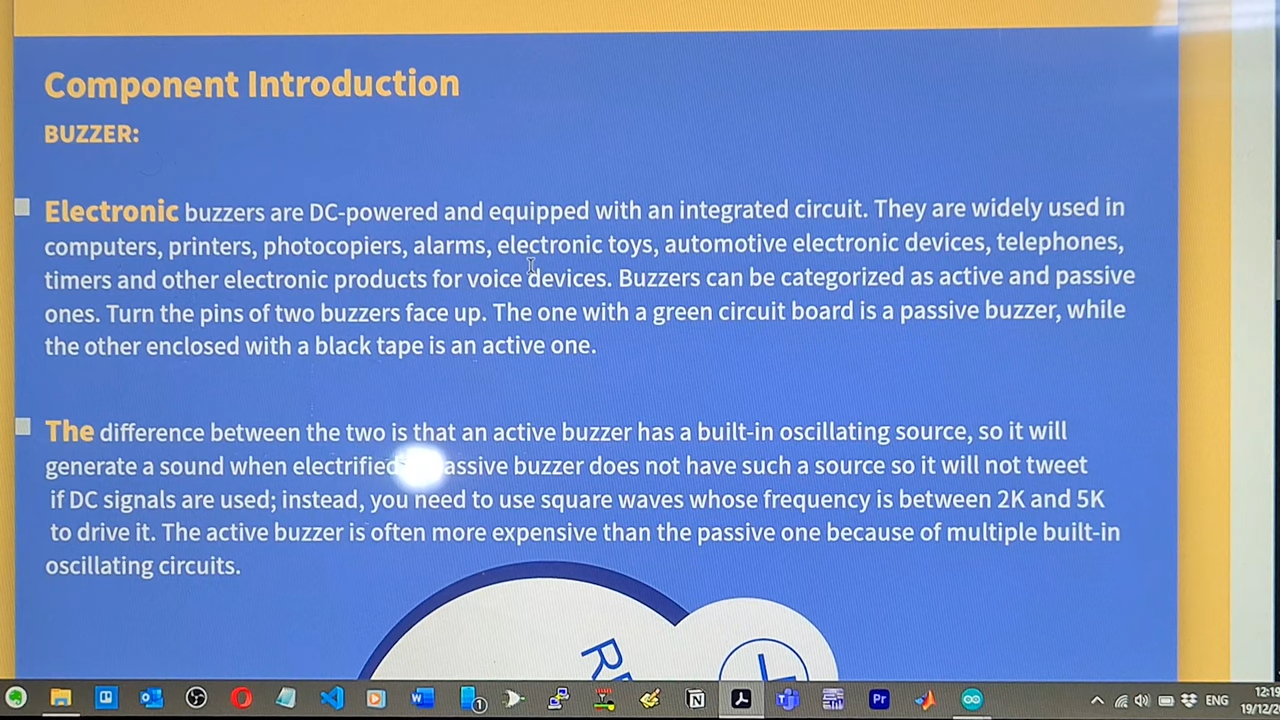 Component Introduction
BUZZER:
Electronic buzzers are DC-powered and equipped with an integrated circuit. They are widely used in
computers, printers, photocopiers, alarms, electronic toys, automotive electronic devices, telephones,
timers and other electronic products for voice devices. Buzzers can be categorized as active and passive
ones. Turn the pins of two buzzers face up. The one with a green circuit board is a passive buzzer, while
the other enclosed with a black tape is an active one.
The difference between the two is that an active buzzer has a built-in oscillating source, so it will
generate a sound when electrified assive buzzer does not have such a source so it will not tweet
if DC signals are used; instead, you need to use square waves whose frequency is between 2K and 5K
to drive it. The active buzzer is often more expensive than the passive one because of multiple built-in
oscillating circuits.
ENG
12:19
19/12/2